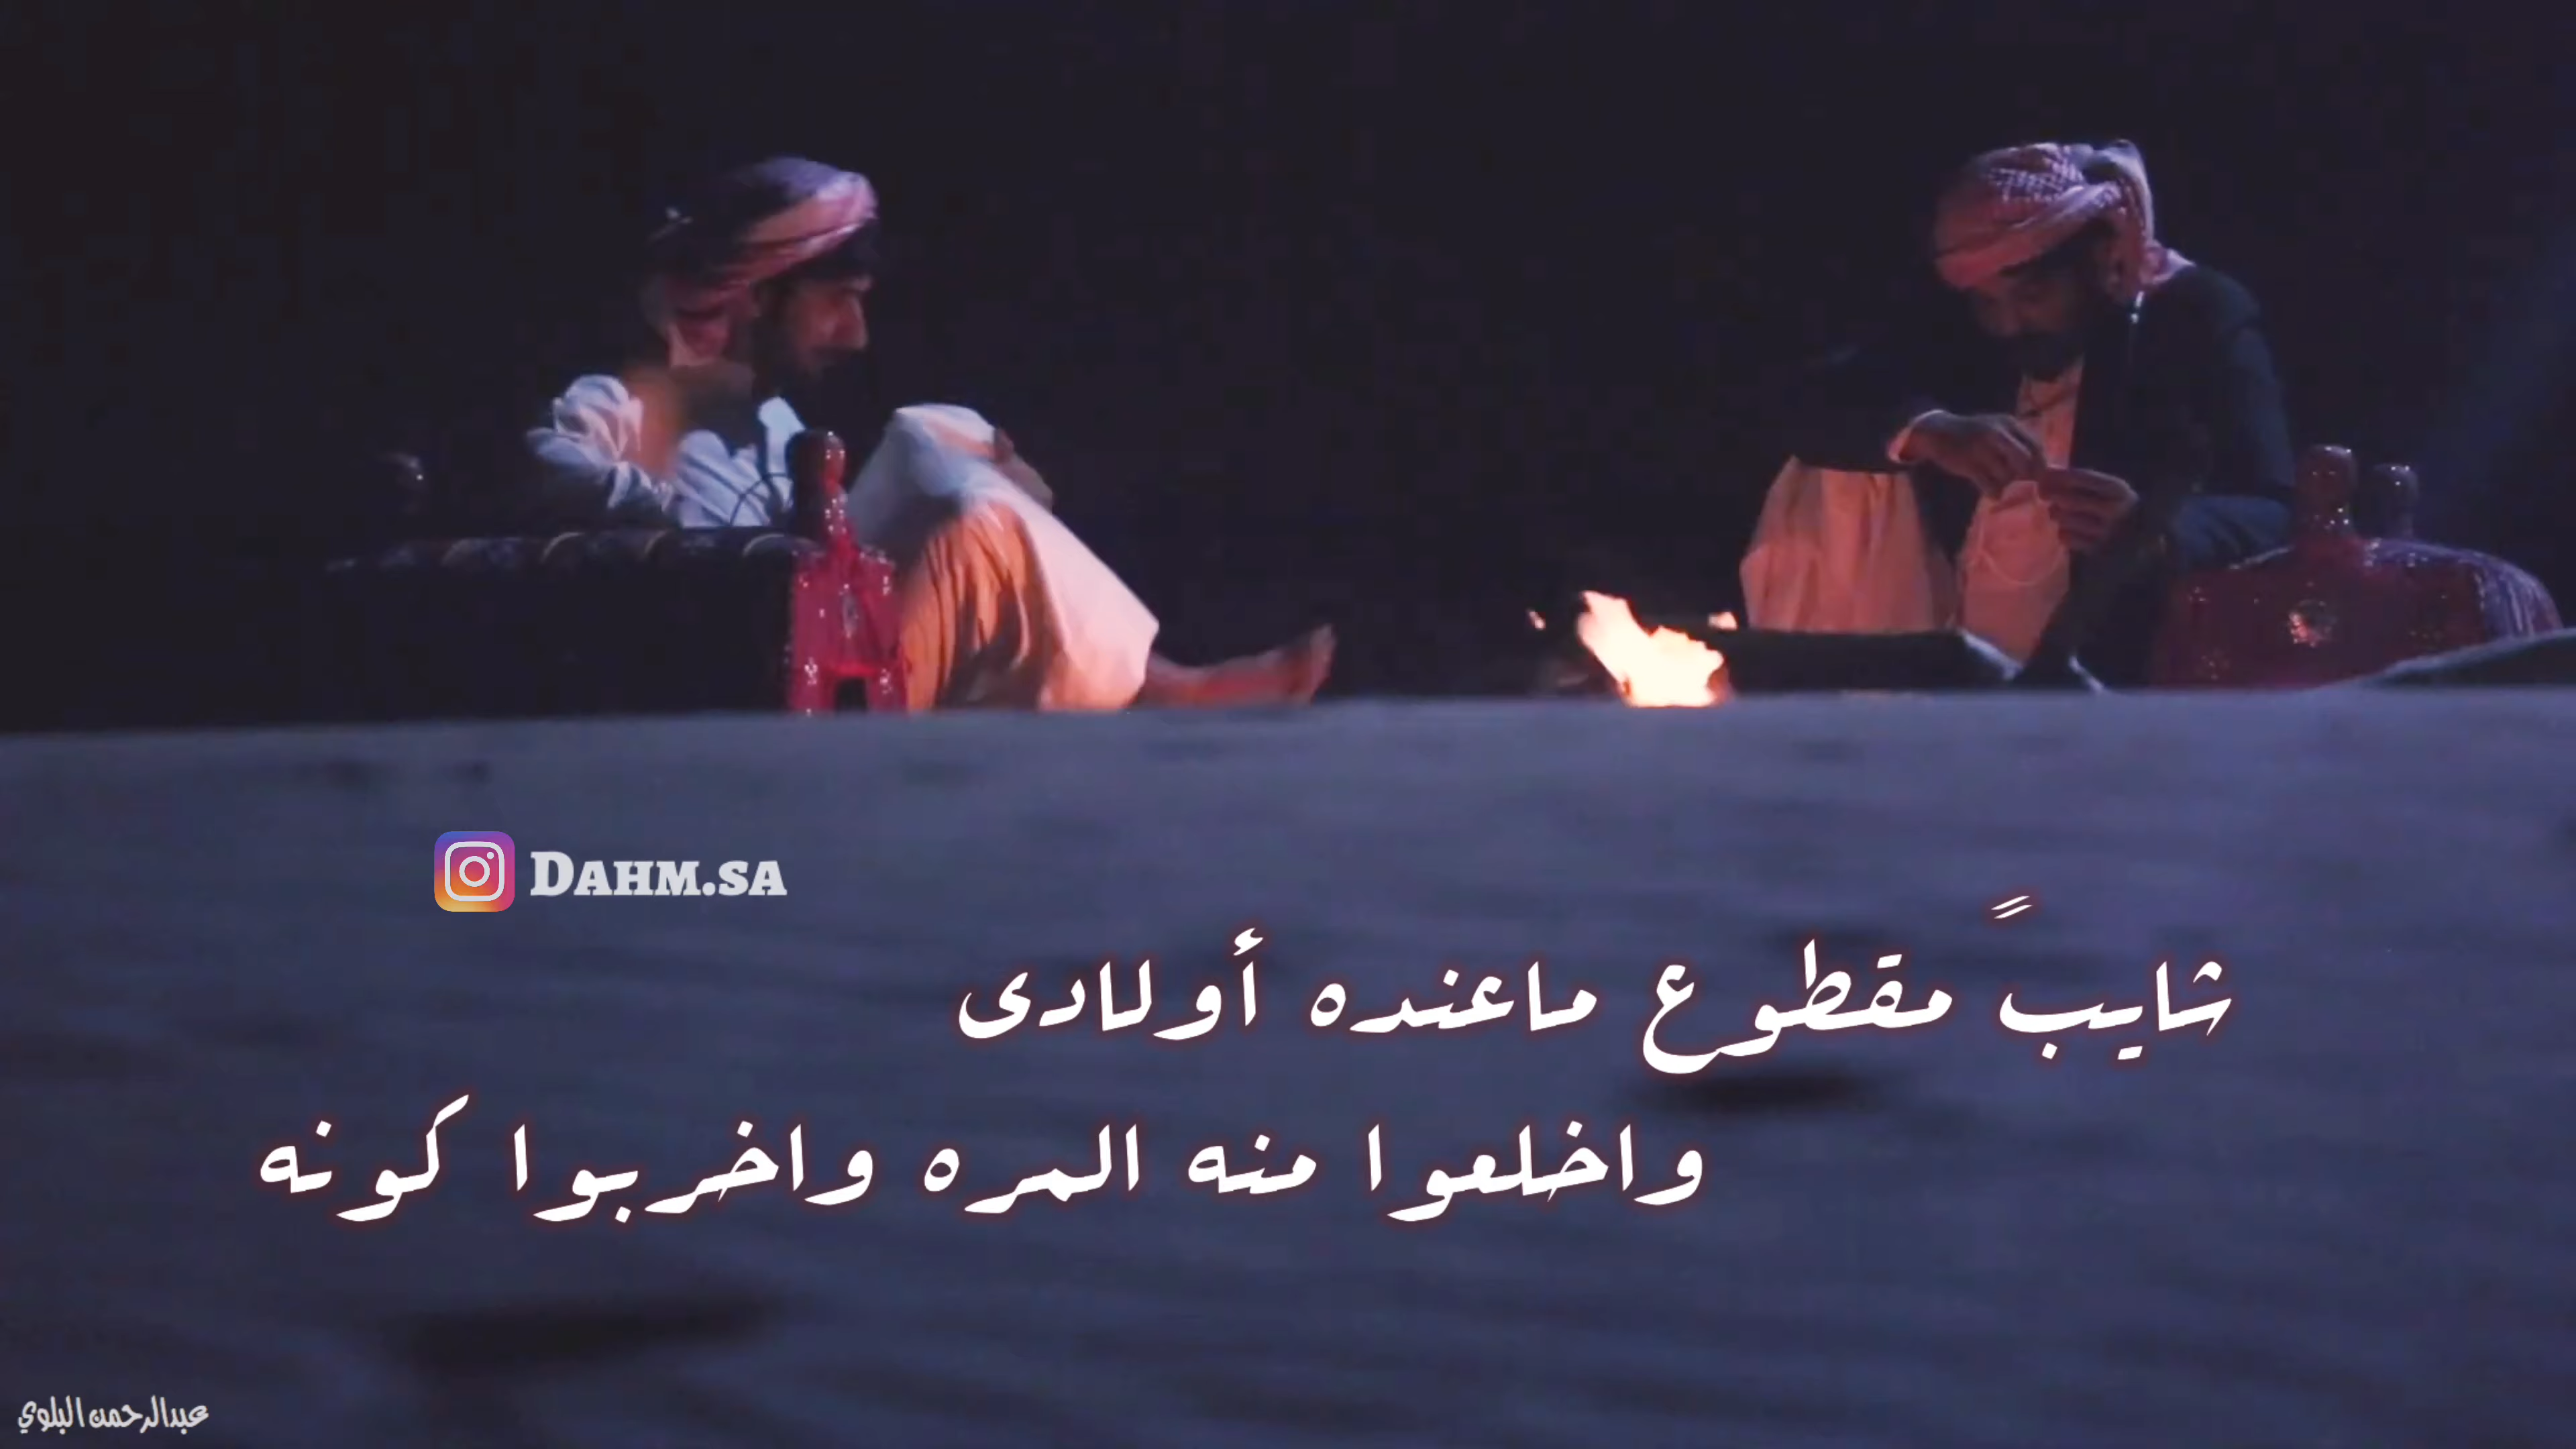 Dahm.sa
شايبً مقطوع ماعنده أولادى
واخلعوا منه المره واخربوا كونه
عبدالرحمن البلوي